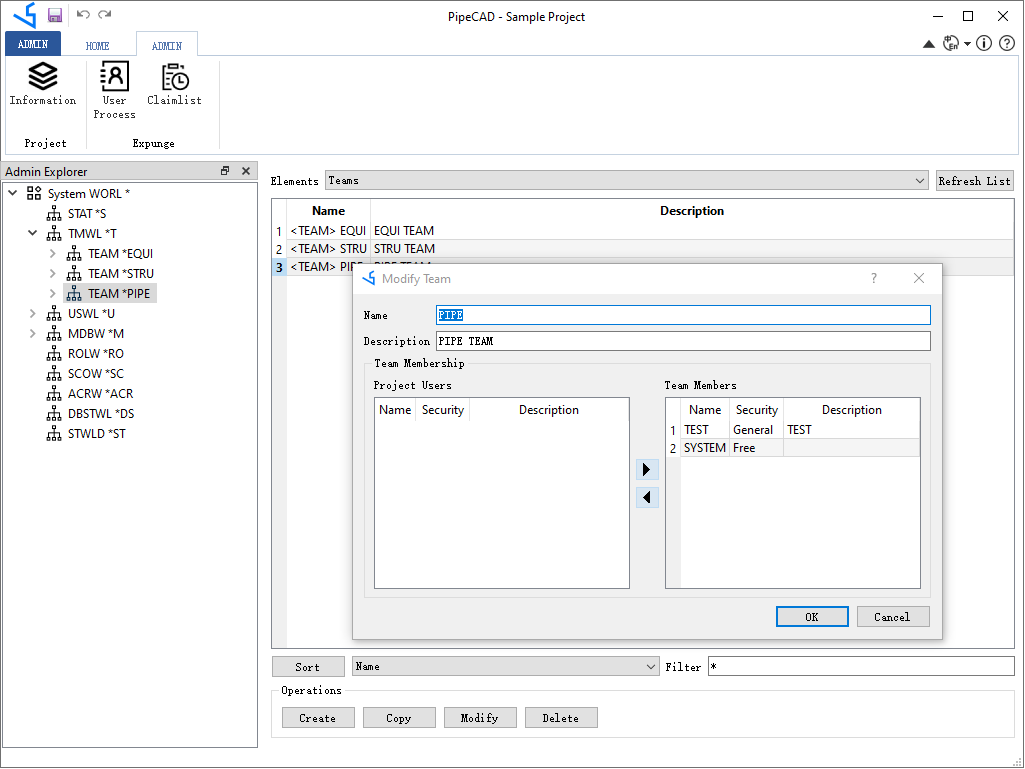 PipeCAD - Sample Project
ADMIN HOME ADMIN
En
Information User Process Claimlist
Project Expunge
Admin Explorer
System WORL *
STAT *S
TMWL *T
TEAM *EQUI
TEAM *STRU
TEAM *PIPE
USWL *U
MDBW *M
ROLW *RO
SCOW *SC
ACRW *ACR
DBSTWL *DS
STWLD *ST
Elements Teams Refresh List
Name Description
1 <TEAM> EQUI EQUI TEAM
2 <TEAM> STRU STRU TEAM
3 <TEAM> PIPE PIPE TEAM
Modify Team ?
Name PIPE
Description PIPE TEAM
Team Membership
Project Users
Name Security Description
Team Members
Name Security Description
1 TEST General TEST
2 SYSTEM Free
OK Cancel
Sort Name Filter *
Operations
Create Copy Modify Delete